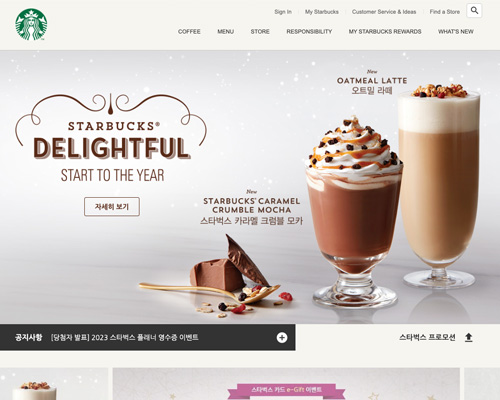 Sign In
My Starbucks
Customer Service & Ideas
Find a Store
COFFEE
MENU
STORE
RESPONSIBILITY
MY STARBUCKS REWARDS
WHAT'S NEW
New
OATMEAL LATTE
오트밀 라떼
STARBUCKS®
DELIGHTFUL
START TO THE YEAR
자세히 보기
New
STARBUCKS® CARAMEL
CRUMBLE MOCHA
스타벅스 카라멜 크럼블 모카
공지사항
[당첨자 발표] 2023 스타벅스 플래너 영수증 이벤트
스타벅스 프로모션
스타벅스 카드 e-Gift 이벤트